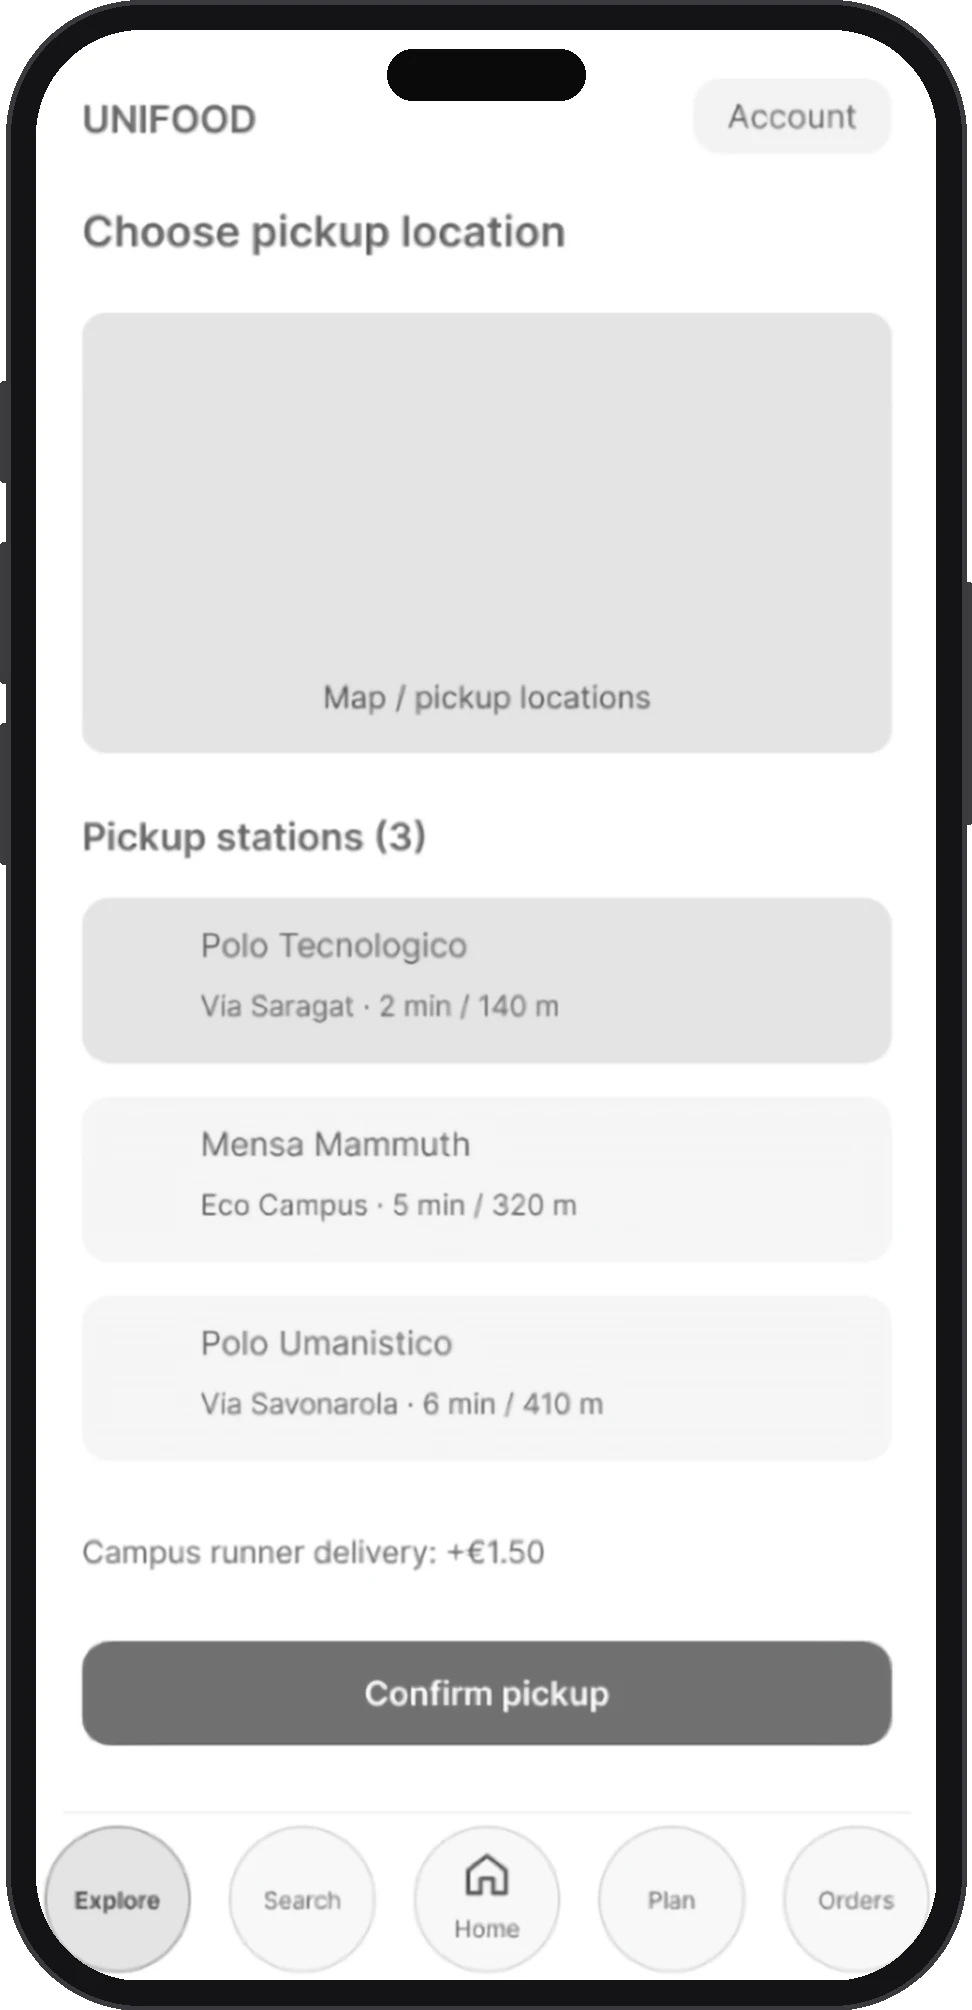 UNIFOOD
Account
Choose pickup location
Map / pickup locations
Pickup stations (3)
Polo Tecnologico
Via Saragat · 2 min / 140 m
Mensa Mammuth
Eco Campus · 5 min / 320 m
Polo Umanistico
Via Savonarola · 6 min / 410 m
Campus runner delivery: +€1.50
Confirm pickup
Explore
Search
Home
Plan
Orders